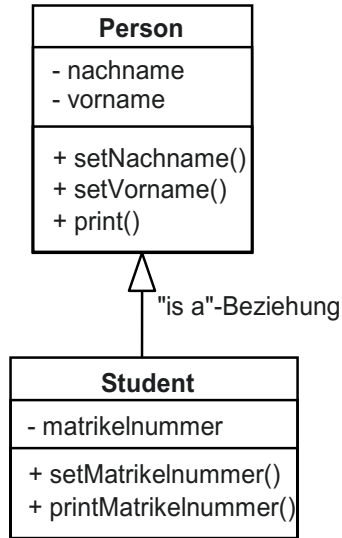 Person
- nachname
- vorname
+ setNachname()
+ setVorname()
+ print()
"is a"-Beziehung
Student
- matrikelnummer
+ setMatrikelnummer()
+ printMatrikelnummer()